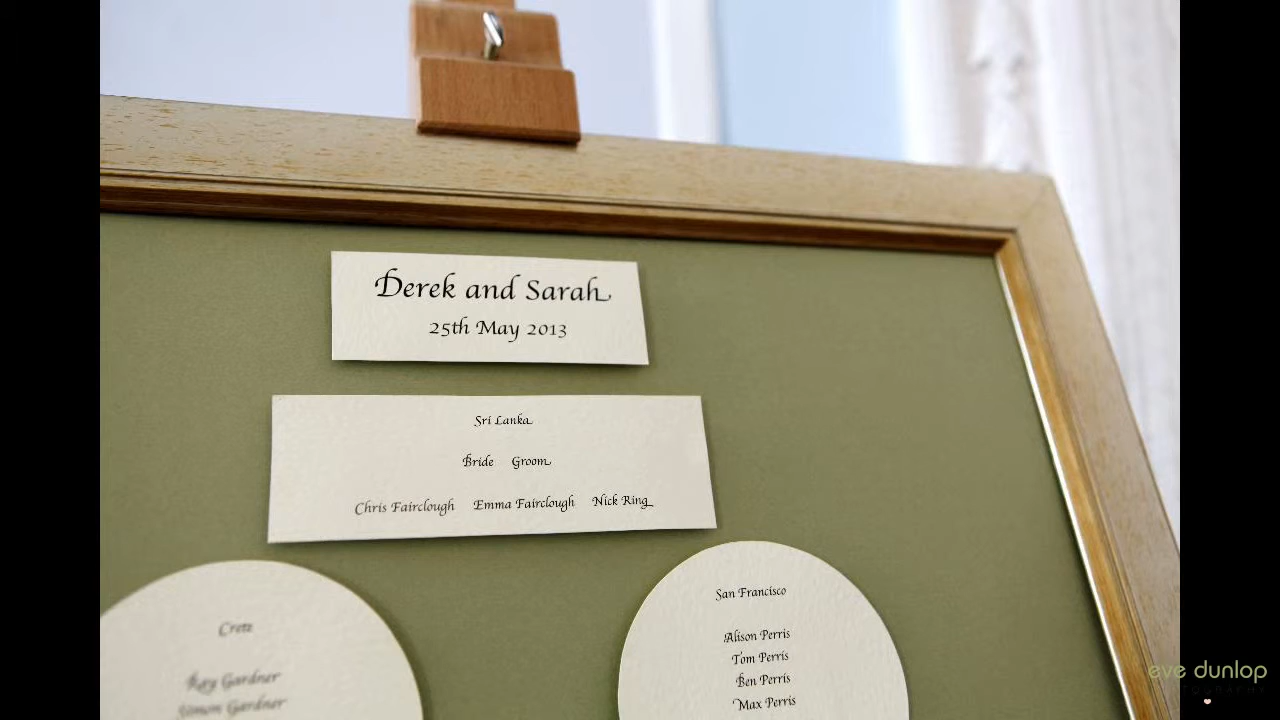 Derek and Sarah
25th May 2013
Sri Lanka
Bride Groom
Chris Fairclough Emma Fairclough Nick Ring
Crete
Ray Gardner
Simon Gardner
San Francisco
Alison Perris
Tom Perris
Ben Perris
Max Perris
eve dunlop